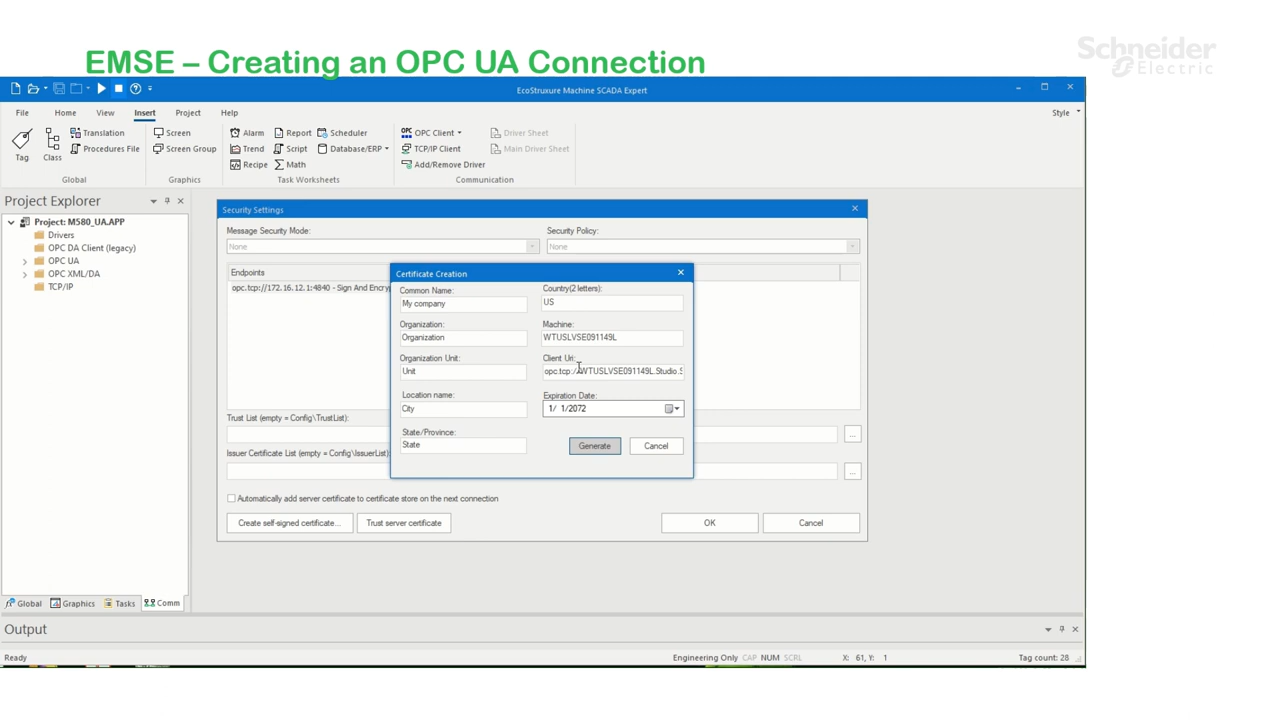 EMSE – Creating an OPC UA Connection
Schneider
Electric
EcoStruxure Machine SCADA Expert
File Home View Insert Project Help Style
Tag
Class
Translation
Procedures File
Global
Screen
Screen Group
Graphics
Alarm Report Scheduler
Trend Script Database/ERP
Recipe Math
Task Worksheets
OPC OPC Client
TCP/IP Client
Add/Remove Driver
Driver Sheet
Main Driver Sheet
Communication
Project Explorer
Project: M580_UA.APP
Drivers
OPC DA Client (legacy)
OPC UA
OPC XML/DA
TCP/IP
Global Graphics Tasks Comm
Security Settings
Message Security Mode: Security Policy:
None None
Endpoints
opc.tcp://172.16.12.1:4840 - Sign And Encry
Certificate Creation
Common Name: Country(2 letters):
My company US
Organization: Machine:
Organization WTUSLVSE091149L
Organization Unit: Client Uri:
Unit opc.tcp://WTUSLVSE091149L.Studio.S
Location name: Expiration Date:
City 1/ 1/2072
State/Province:
State
Generate Cancel
Trust List (empty = Config\TrustList):
...
Issuer Certificate List (empty = Config\IssuerList):
...
Automatically add server certificate to certificate store on the next connection
Create self-signed certificate... Trust server certificate OK Cancel
Output
Ready Engineering Only CAP NUM SCRL X: 61, Y: 1 Tag count: 28